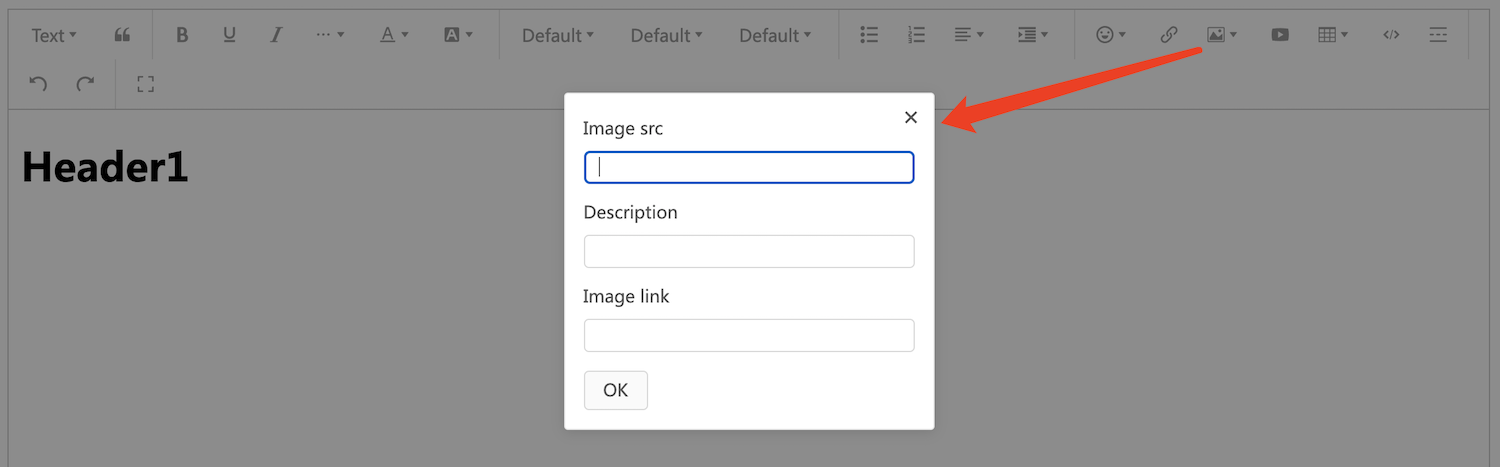 Text
B U I A A Default Default Default
Header1
Image src
Description
Image link
OK